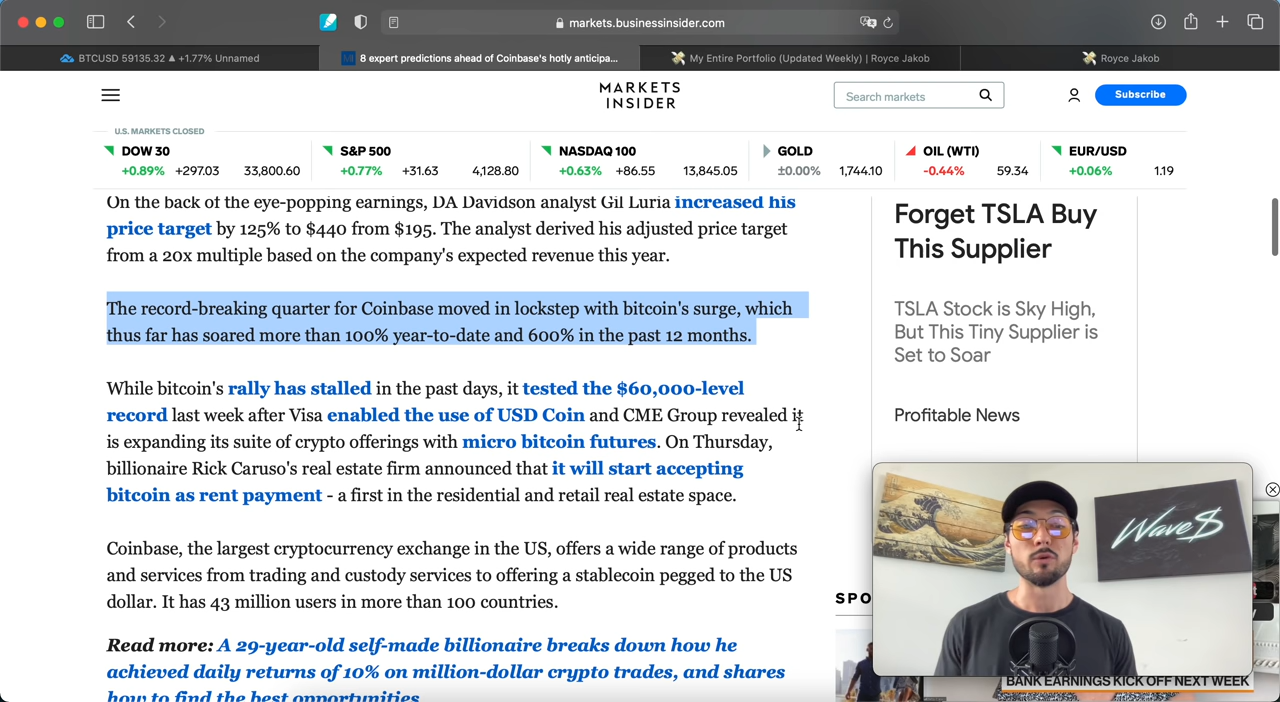 markets.businessinsider.com
BTCUSD 59135.32 ▲ +1.77% Unnamed
MI
8 expert predictions ahead of Coinbase's hotly anticipa...
My Entire Portfolio (Updated Weekly) | Royce Jakob
Royce Jakob
MARKETS
INSIDER
Search markets
Subscribe
U.S. MARKETS CLOSED
DOW 30
+0.89% +297.03 33,800.60
S&P 500
+0.77% +31.63 4,128.80
NASDAQ 100
+0.63% +86.55 13,845.05
GOLD
±0.00% 1,744.10
OIL (WTI)
-0.44% 59.34
EUR/USD
+0.06% 1.19
On the back of the eye-popping earnings, DA Davidson analyst Gil Luria increased his
price target by 125% to $440 from $195. The analyst derived his adjusted price target
from a 20x multiple based on the company's expected revenue this year.
The record-breaking quarter for Coinbase moved in lockstep with bitcoin's surge, which
thus far has soared more than 100% year-to-date and 600% in the past 12 months.
While bitcoin's rally has stalled in the past days, it tested the $60,000-level
record last week after Visa enabled the use of USD Coin and CME Group revealed it
is expanding its suite of crypto offerings with micro bitcoin futures. On Thursday,
billionaire Rick Caruso's real estate firm announced that it will start accepting
bitcoin as rent payment - a first in the residential and retail real estate space.
Coinbase, the largest cryptocurrency exchange in the US, offers a wide range of products
and services from trading and custody services to offering a stablecoin pegged to the US
dollar. It has 43 million users in more than 100 countries.
Read more: A 29-year-old self-made billionaire breaks down how he
achieved daily returns of 10% on million-dollar crypto trades, and shares
how to find the best opportunities
Forget TSLA Buy
This Supplier
TSLA Stock is Sky High,
But This Tiny Supplier is
Set to Soar
Profitable News
SPO
Wave$
BANK EARNINGS KICK OFF NEXT WEEK